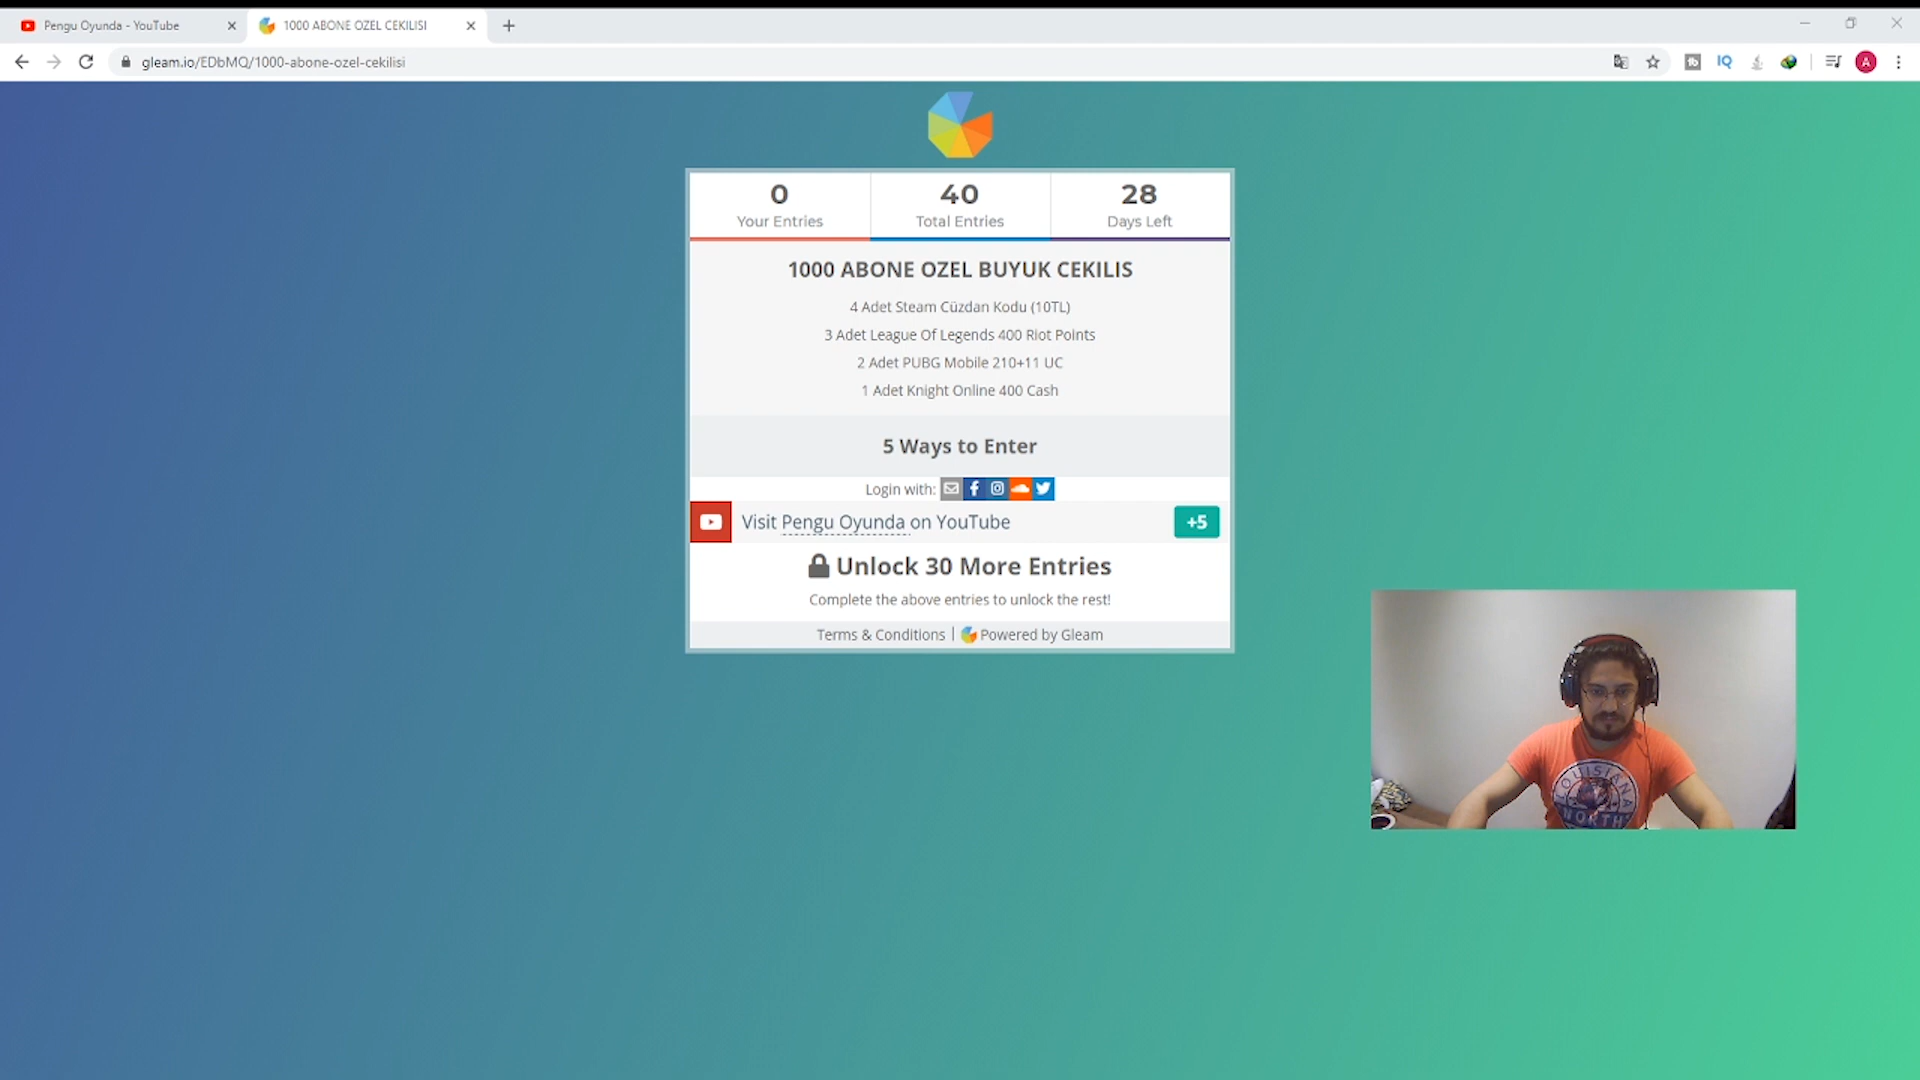 Pengu Oyunda - YouTube
1000 ABONE OZEL CEKILISI
gleam.io/EDbMQ/1000-abone-ozel-cekilisi
IQ
A
0
Your Entries
40
Total Entries
28
Days Left
1000 ABONE OZEL BUYUK CEKILIS
4 Adet Steam Cüzdan Kodu (10TL)
3 Adet League Of Legends 400 Riot Points
2 Adet PUBG Mobile 210+11 UC
1 Adet Knight Online 400 Cash
5 Ways to Enter
Login with:
Visit Pengu Oyunda on YouTube
+5
Unlock 30 More Entries
Complete the above entries to unlock the rest!
Terms & Conditions | Powered by Gleam
LOUISIANA
NORTH